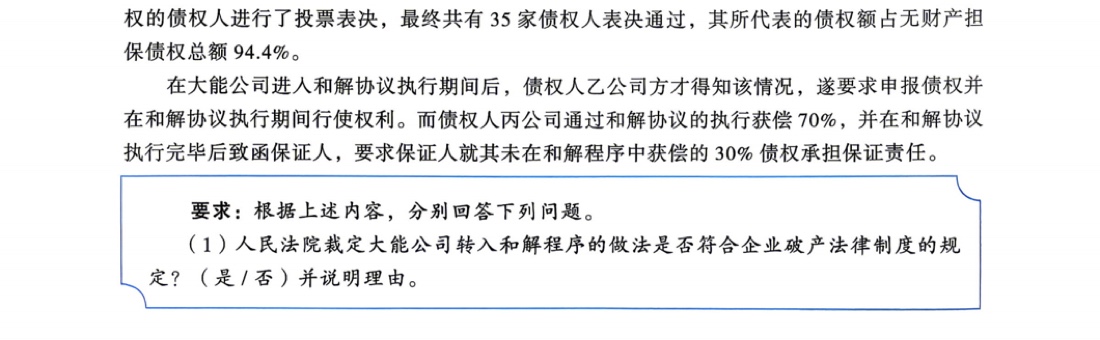 权的债权人进行了投票表决，最终共有 35 家债权人表决通过，其所代表的债权额占无财产担
保债权总额 94.4%。
在大能公司进入和解协议执行期间后，债权人乙公司方才得知该情况，遂要求申报债权并
在和解协议执行期间行使权利。而债权人丙公司通过和解协议的执行获偿 70%，并在和解协议
执行完毕后致函保证人，要求保证人就其未在和解程序中获偿的 30% 债权承担保证责任。
要求：根据上述内容，分别回答下列问题。
（1）人民法院裁定大能公司转入和解程序的做法是否符合企业破产法律制度的规
定？（是 / 否）并说明理由。